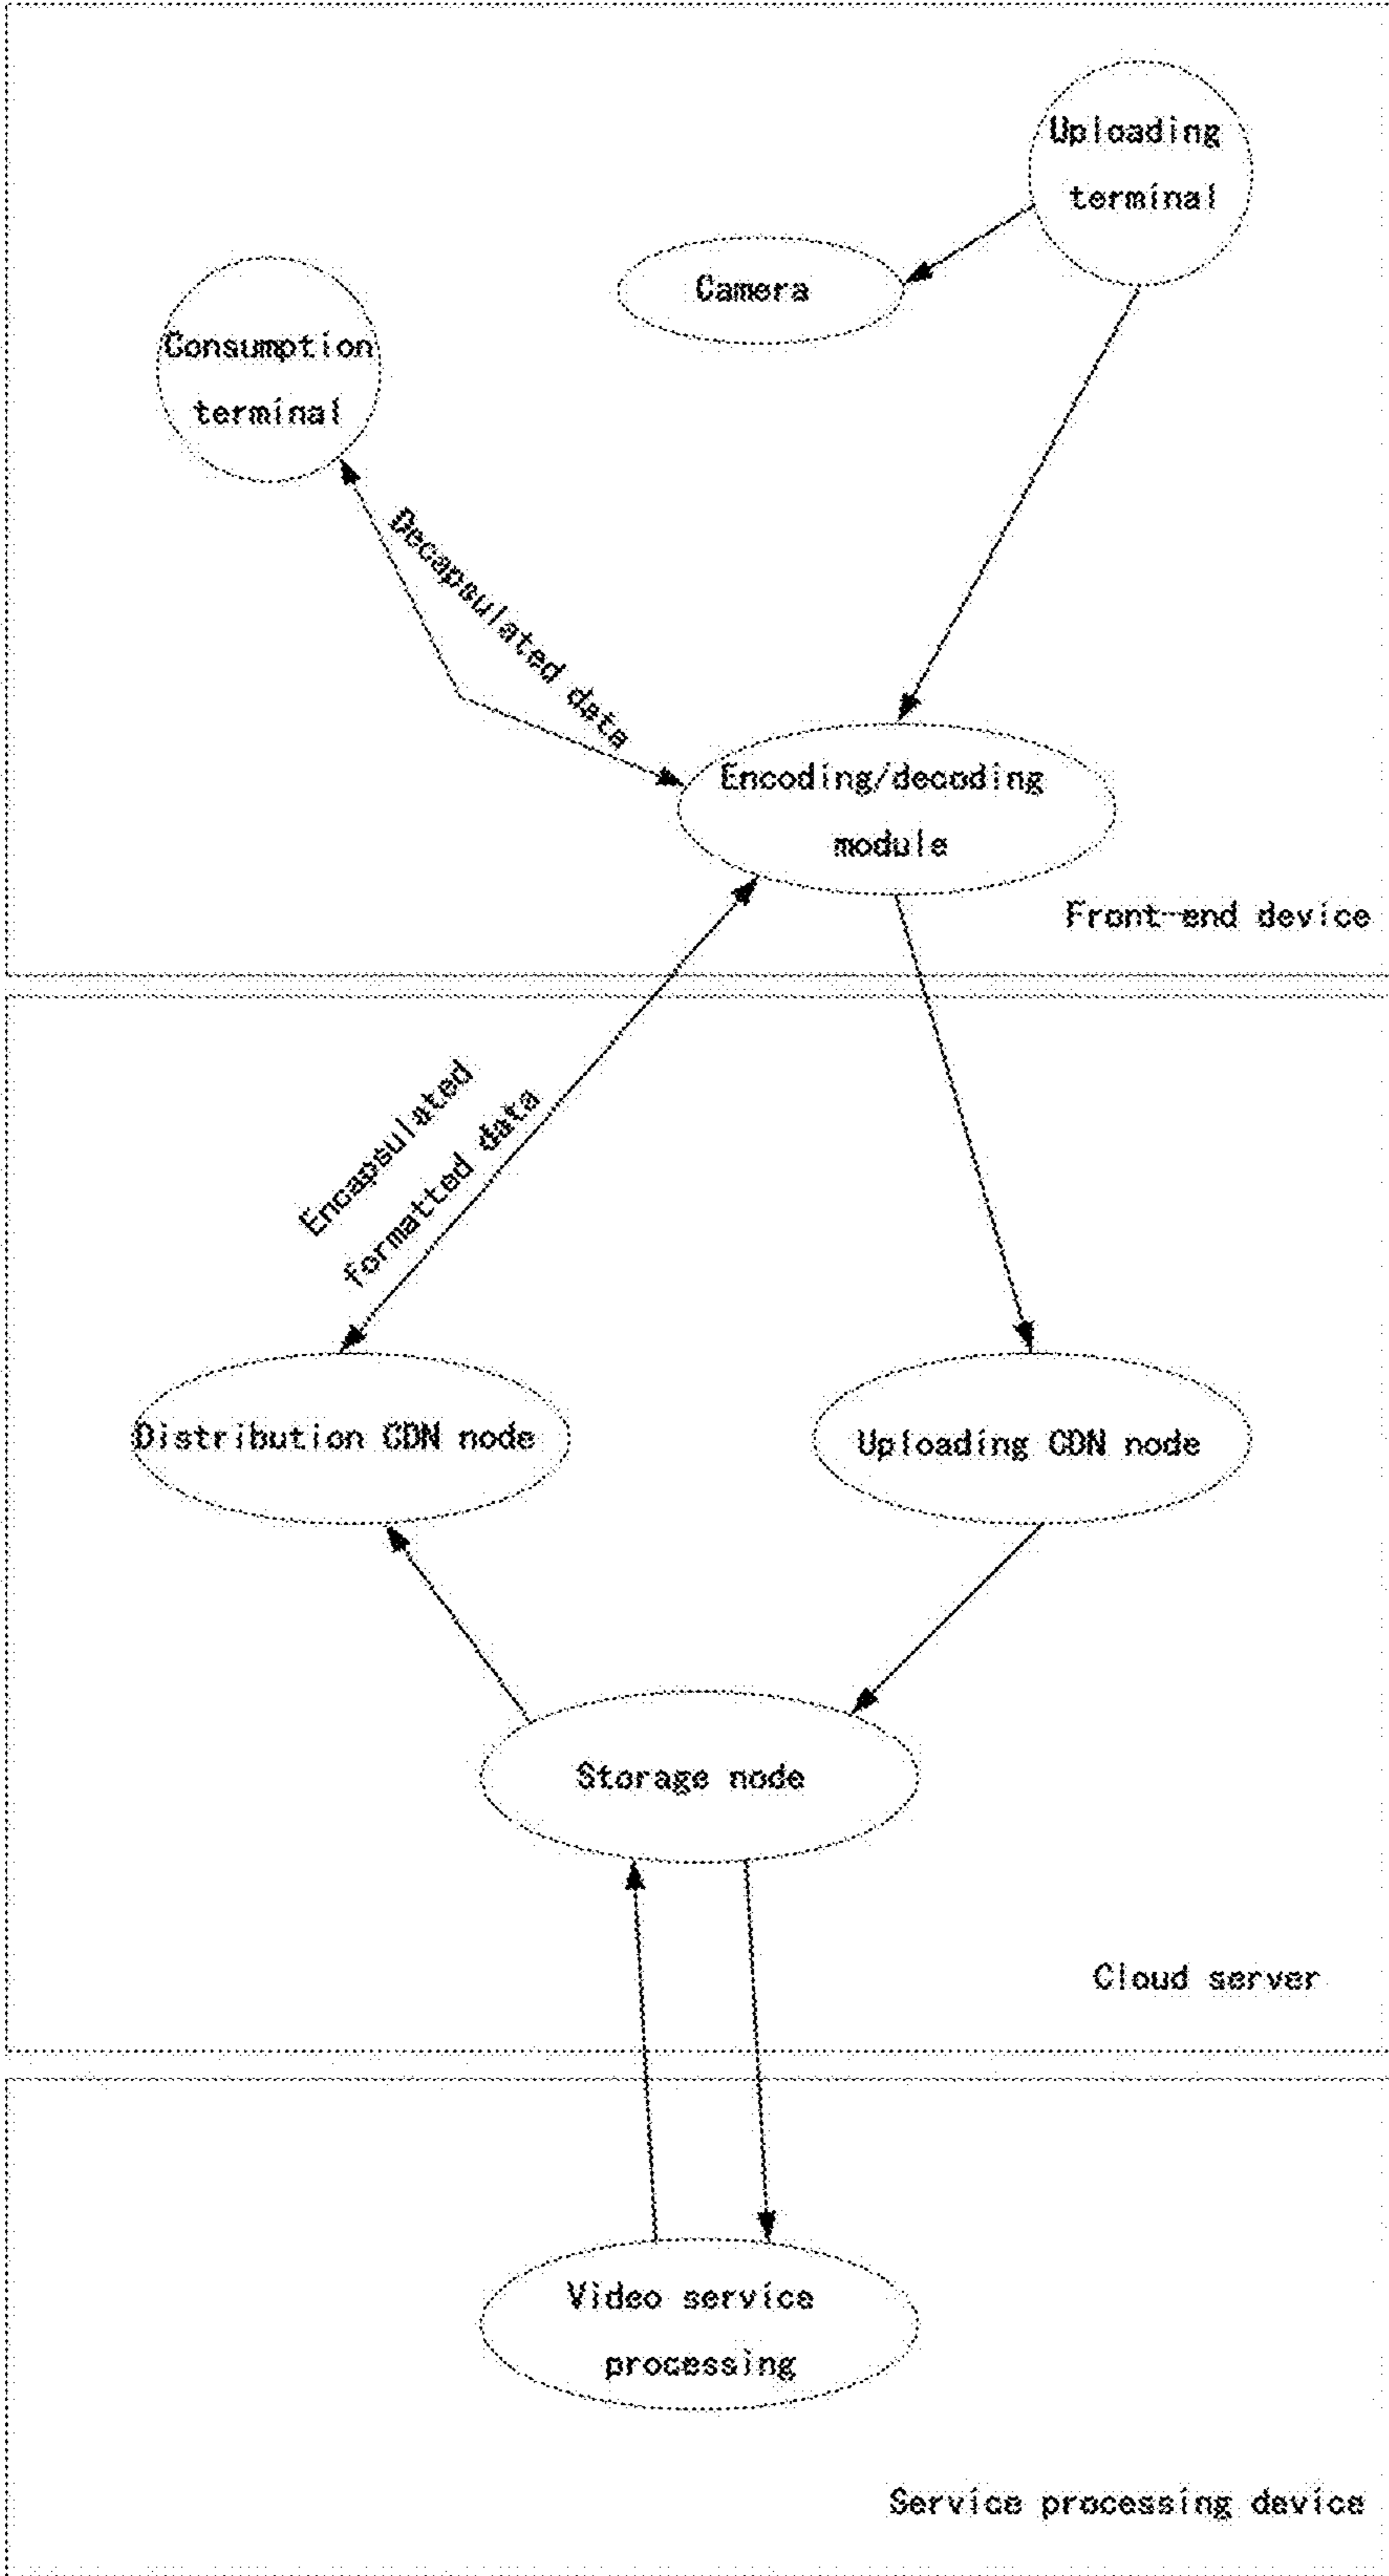 Uploading
terminal
Camera
Consumption
terminal
Decapsulated data
Encoding/decoding
module
Front-end device
Encapsulated
formatted data
Distribution CDN node
Uploading CDN node
Storage node
Cloud server
Video service
processing
Service processing device